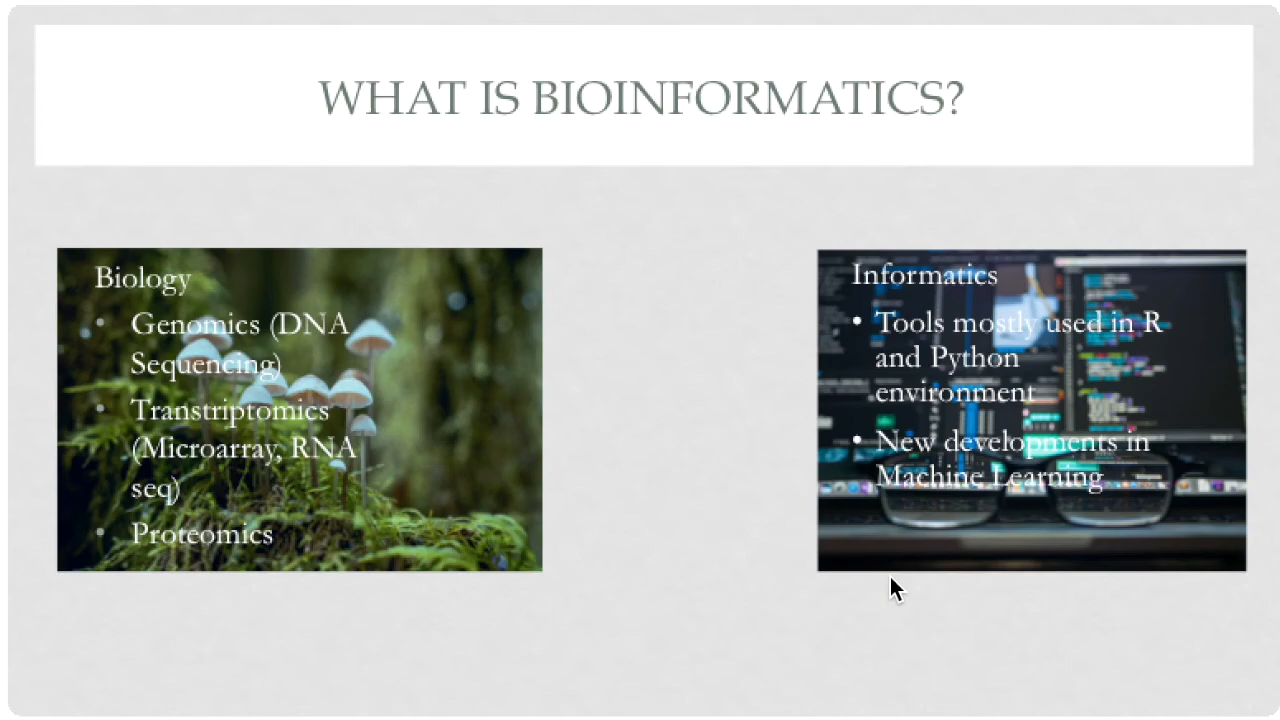 WHAT IS BIOINFORMATICS?
Biology
• Genomics (DNA
Sequencing)
• Transtriptomics
(Microarray, RNA
seq)
• Proteomics
Informatics
• Tools mostly used in R
and Python
environment
• New developments in
Machine Learning